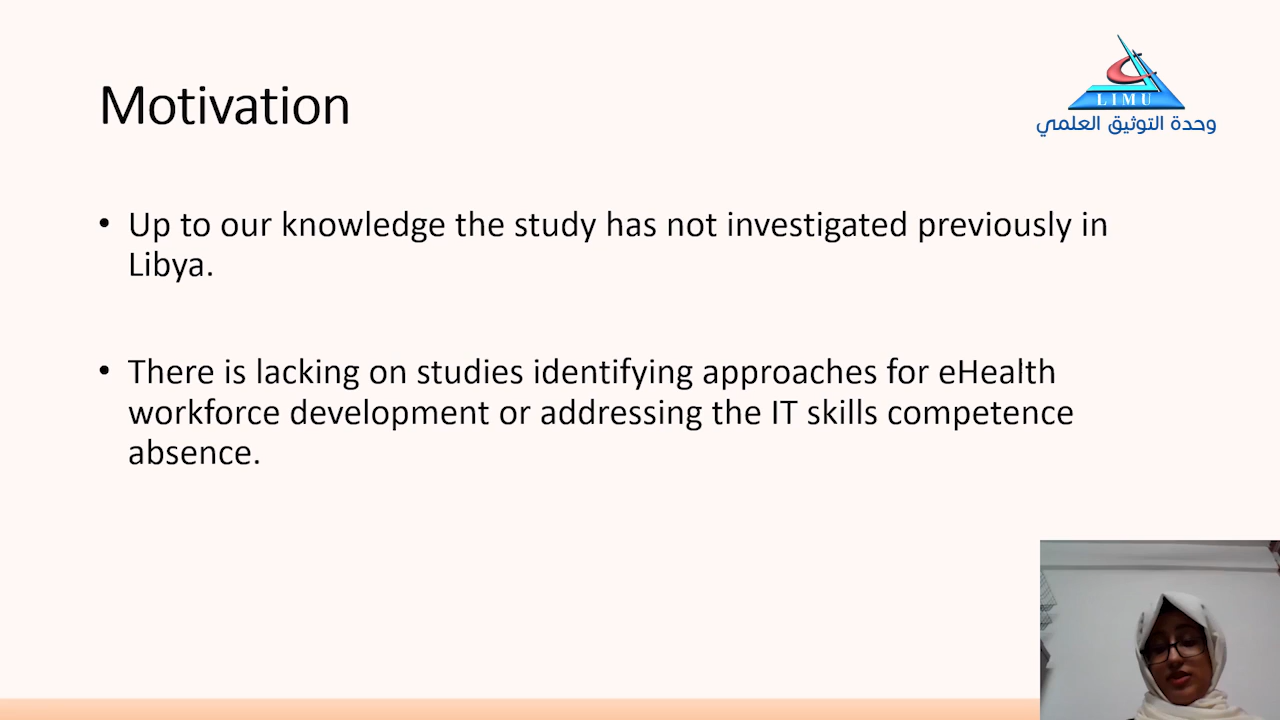 Motivation
LIMU
وحدة التوثيق العلمي
• Up to our knowledge the study has not investigated previously in
Libya.
• There is lacking on studies identifying approaches for eHealth
workforce development or addressing the IT skills competence
absence.